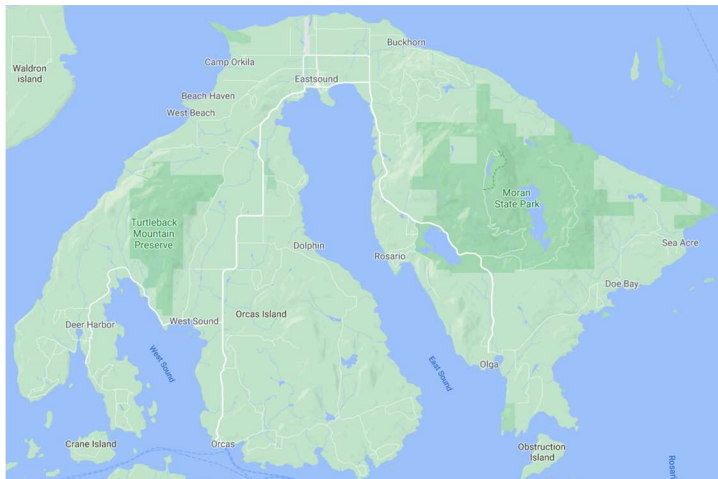 Buckhorn
Waldron
island
Camp Orkila
Eastsound
Beach Haven
West Beach
Moran
State Park
Turtleback
Mountain
Preserve
Sea Acre
Dolphin
Rosario
Doe Bay
Orcas Island
Deer Harbor
West Sound
West Sound
East Sound
Olga
Crane Island
Orcas
Obstruction
Island
Rosari